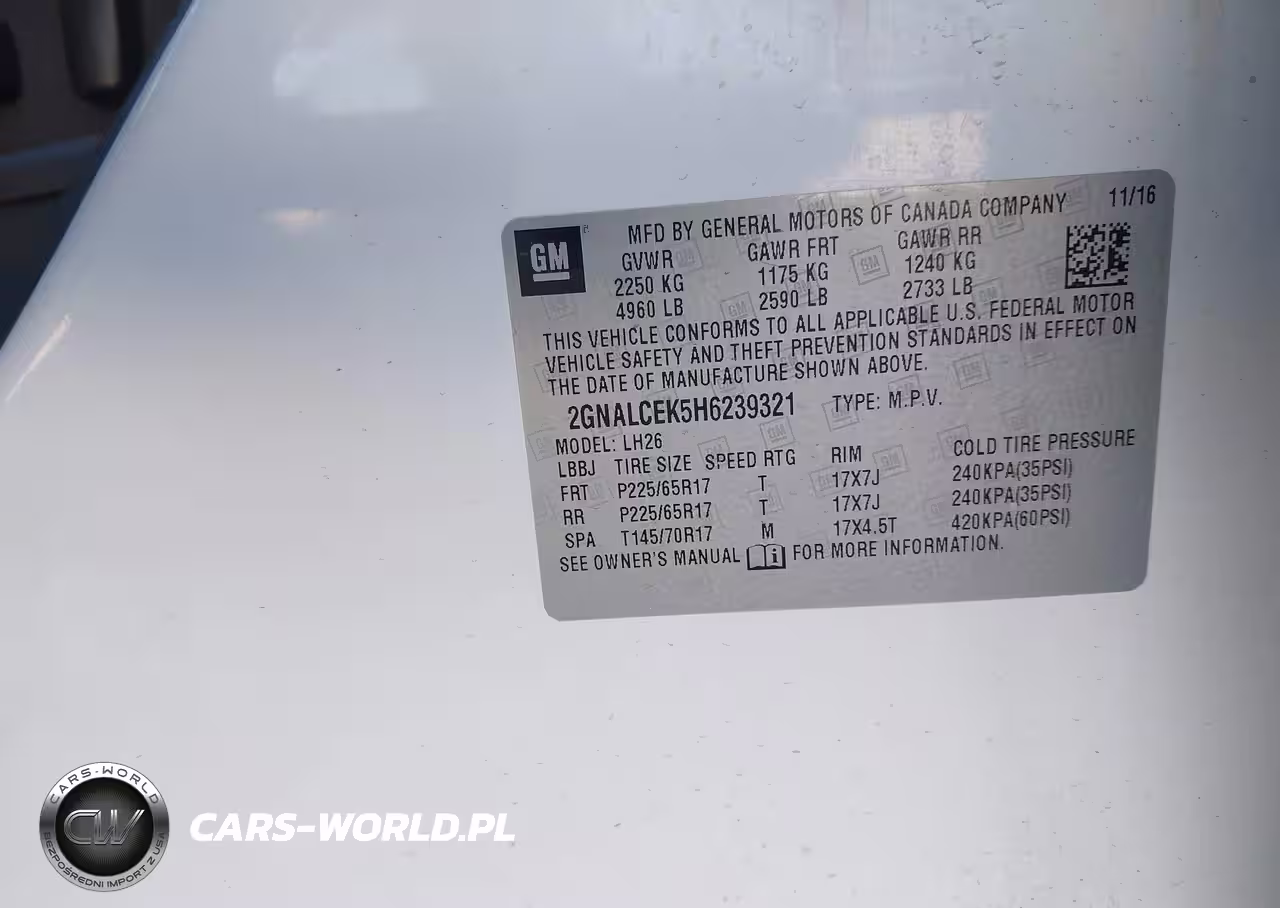 GM
MFD BY GENERAL MOTORS OF CANADA COMPANY 11/16
GVWR GAWR FRT GAWR RR
2250 KG 1175 KG 1240 KG
4960 LB 2590 LB 2733 LB
THIS VEHICLE CONFORMS TO ALL APPLICABLE U.S. FEDERAL MOTOR
VEHICLE SAFETY AND THEFT PREVENTION STANDARDS IN EFFECT ON
THE DATE OF MANUFACTURE SHOWN ABOVE.
2GNALCEK5H6239321 TYPE: M.P.V.
MODEL: LH26
LBBJ TIRE SIZE SPEED RTG RIM COLD TIRE PRESSURE
FRT P225/65R17 T 17X7J 240KPA(35PSI)
RR P225/65R17 T 17X7J 240KPA(35PSI)
SPA T145/70R17 M 17X4.5T 420KPA(60PSI)
SEE OWNER'S MANUAL i FOR MORE INFORMATION.
CARS-WORLD
CW
BEZPOŚREDNI IMPORT Z USA
CARS-WORLD.PL